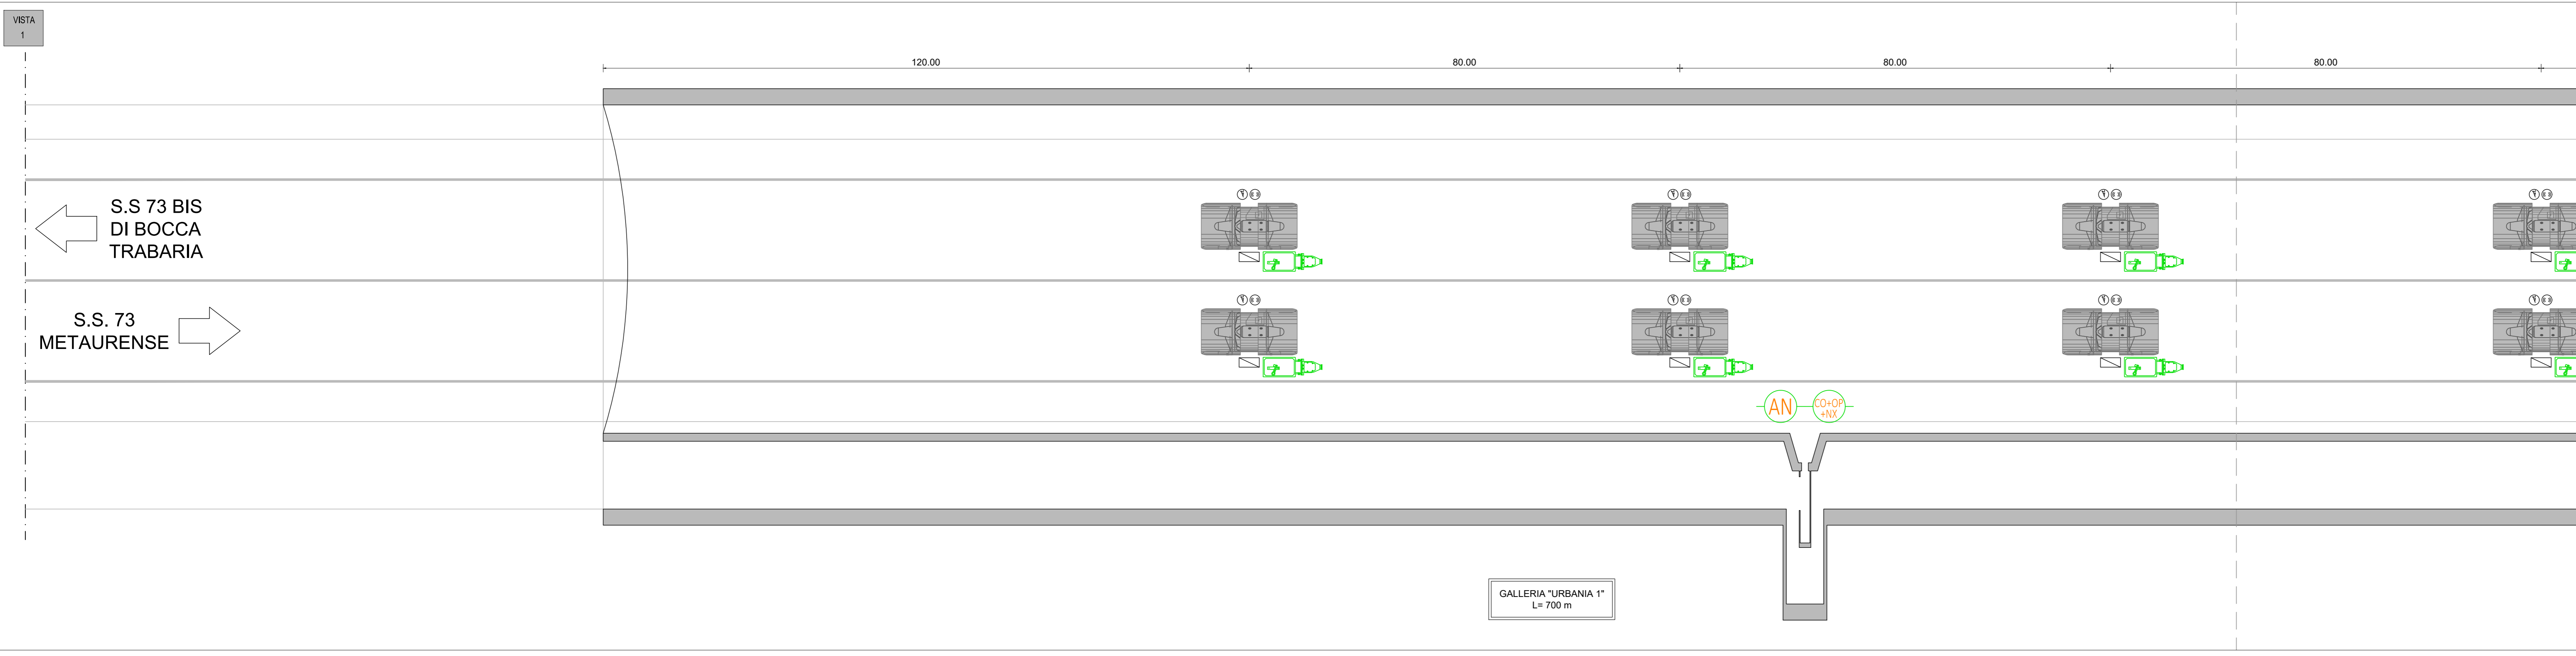 VISTA
1
120.00
80.00
80.00
80.00
S.S 73 BIS
DI BOCCA
TRABARIA
S.S. 73
METAURENSE
AN
CO+OP
+NX
GALLERIA "URBANIA 1"
L= 700 m